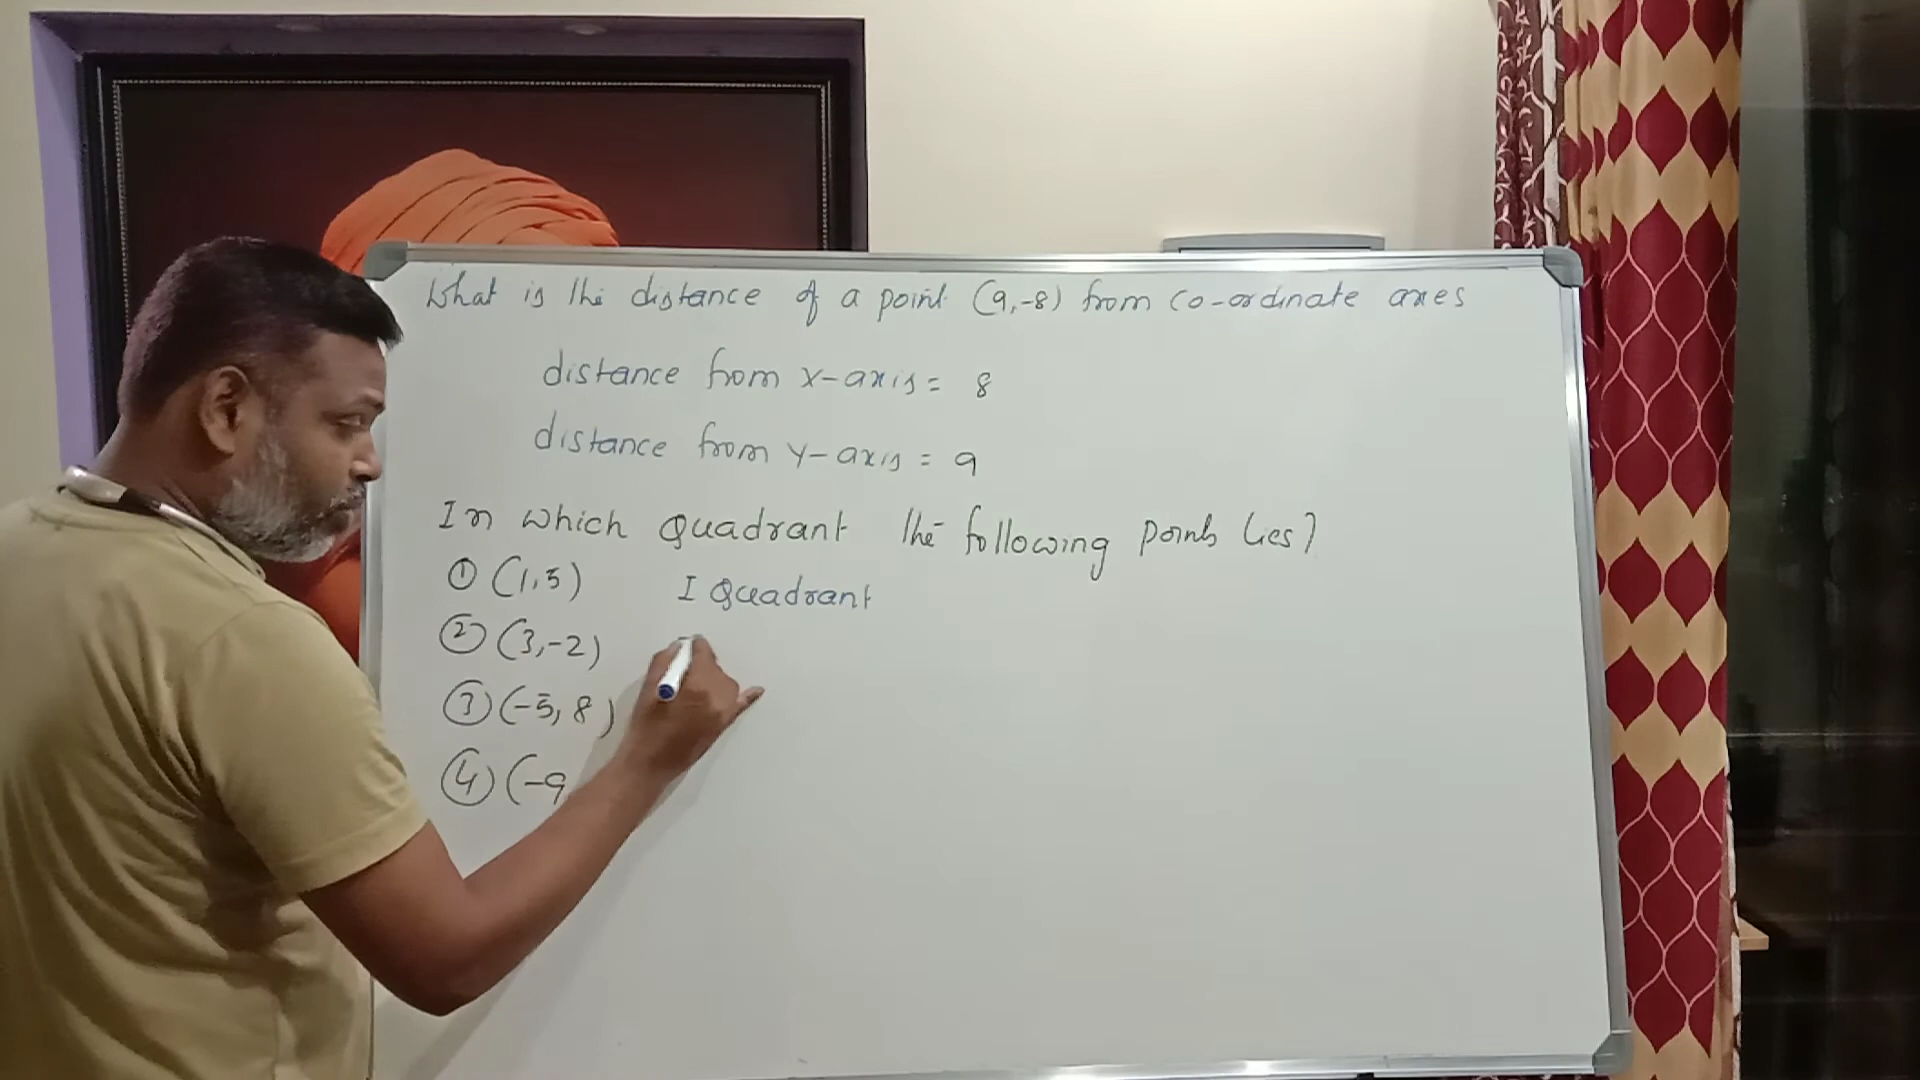 What is the distance of a point (9,-8) from co-ordinate axes
distance from x-axis = 8
distance from y-axis = 9
In which Quadrant the following points lies?
① (1,5) I Quadrant
② (3,-2)
③ (-5, 8)
④ (-9